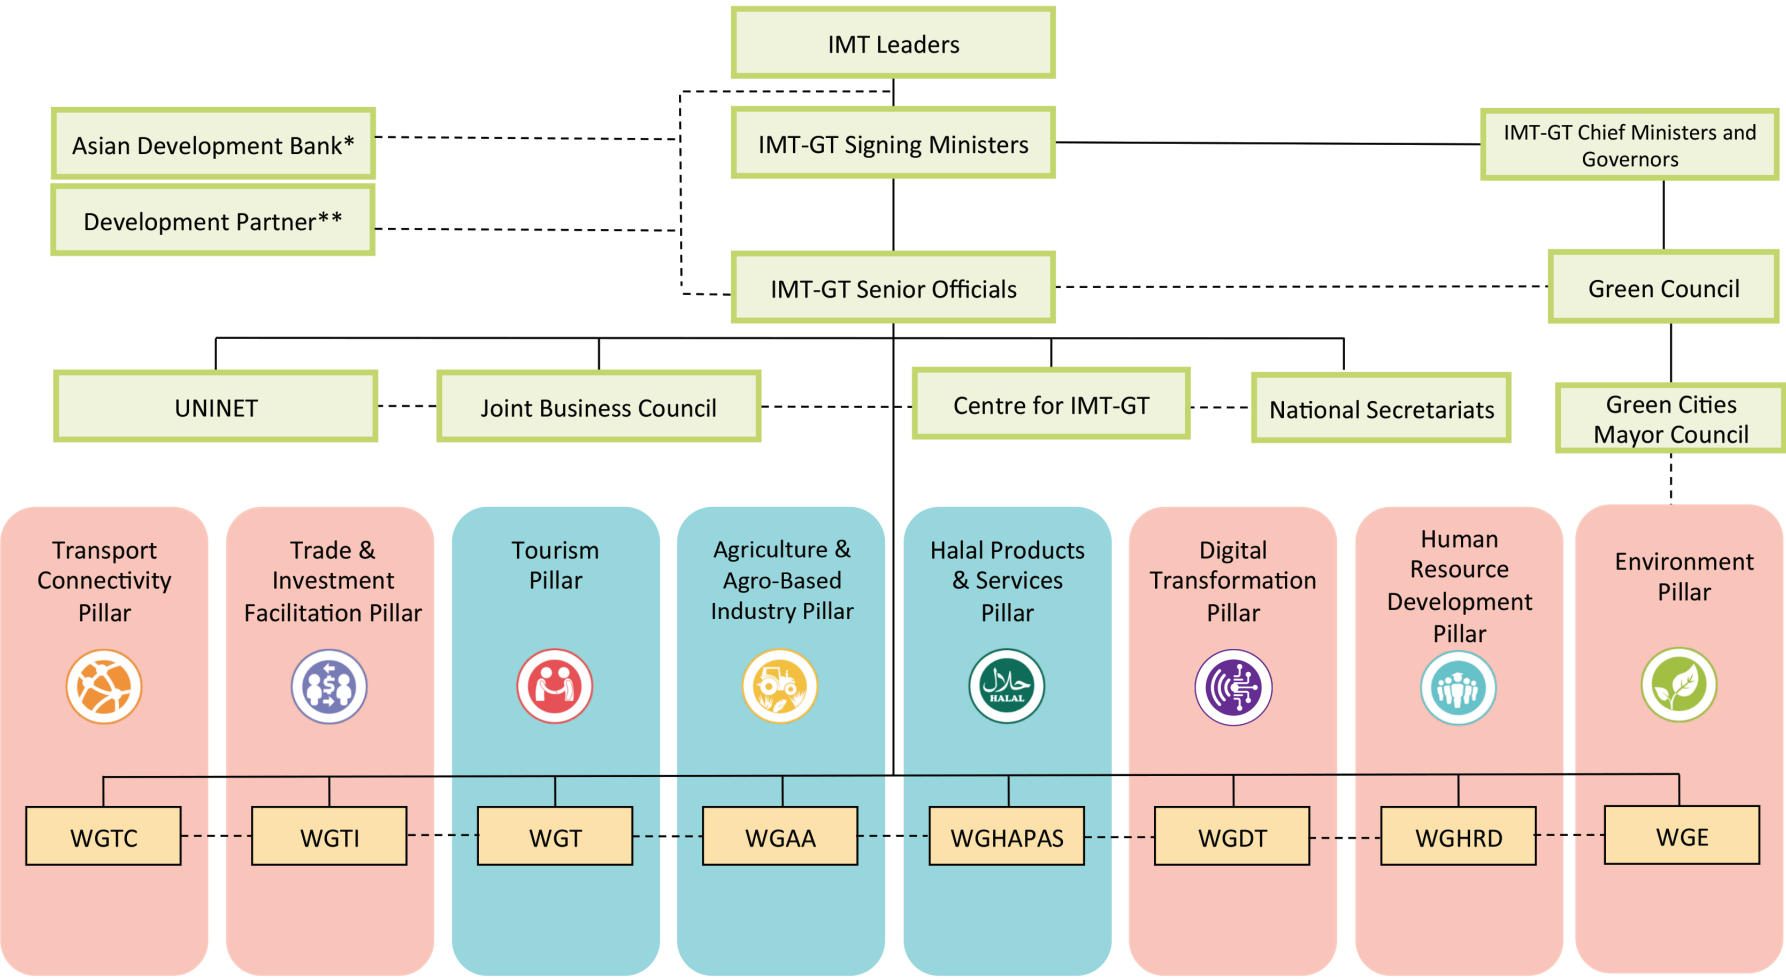 IMT Leaders
Asian Development Bank*
IMT-GT Signing Ministers
IMT-GT Chief Ministers and
Governors
Development Partner**
IMT-GT Senior Officials
Green Council
UNINET
Joint Business Council
Centre for IMT-GT
National Secretariats
Green Cities
Mayor Council
Transport
Connectivity
Pillar
Trade &
Investment
Facilitation Pillar
Tourism
Pillar
Agriculture &
Agro-Based
Industry Pillar
Halal Products
& Services
Pillar
Digital
Transformation
Pillar
Human
Resource
Development
Pillar
Environment
Pillar
$
حلال
HALAL
WGTC
WGTI
WGT
WGAA
WGHAPAS
WGDT
WGHRD
WGE